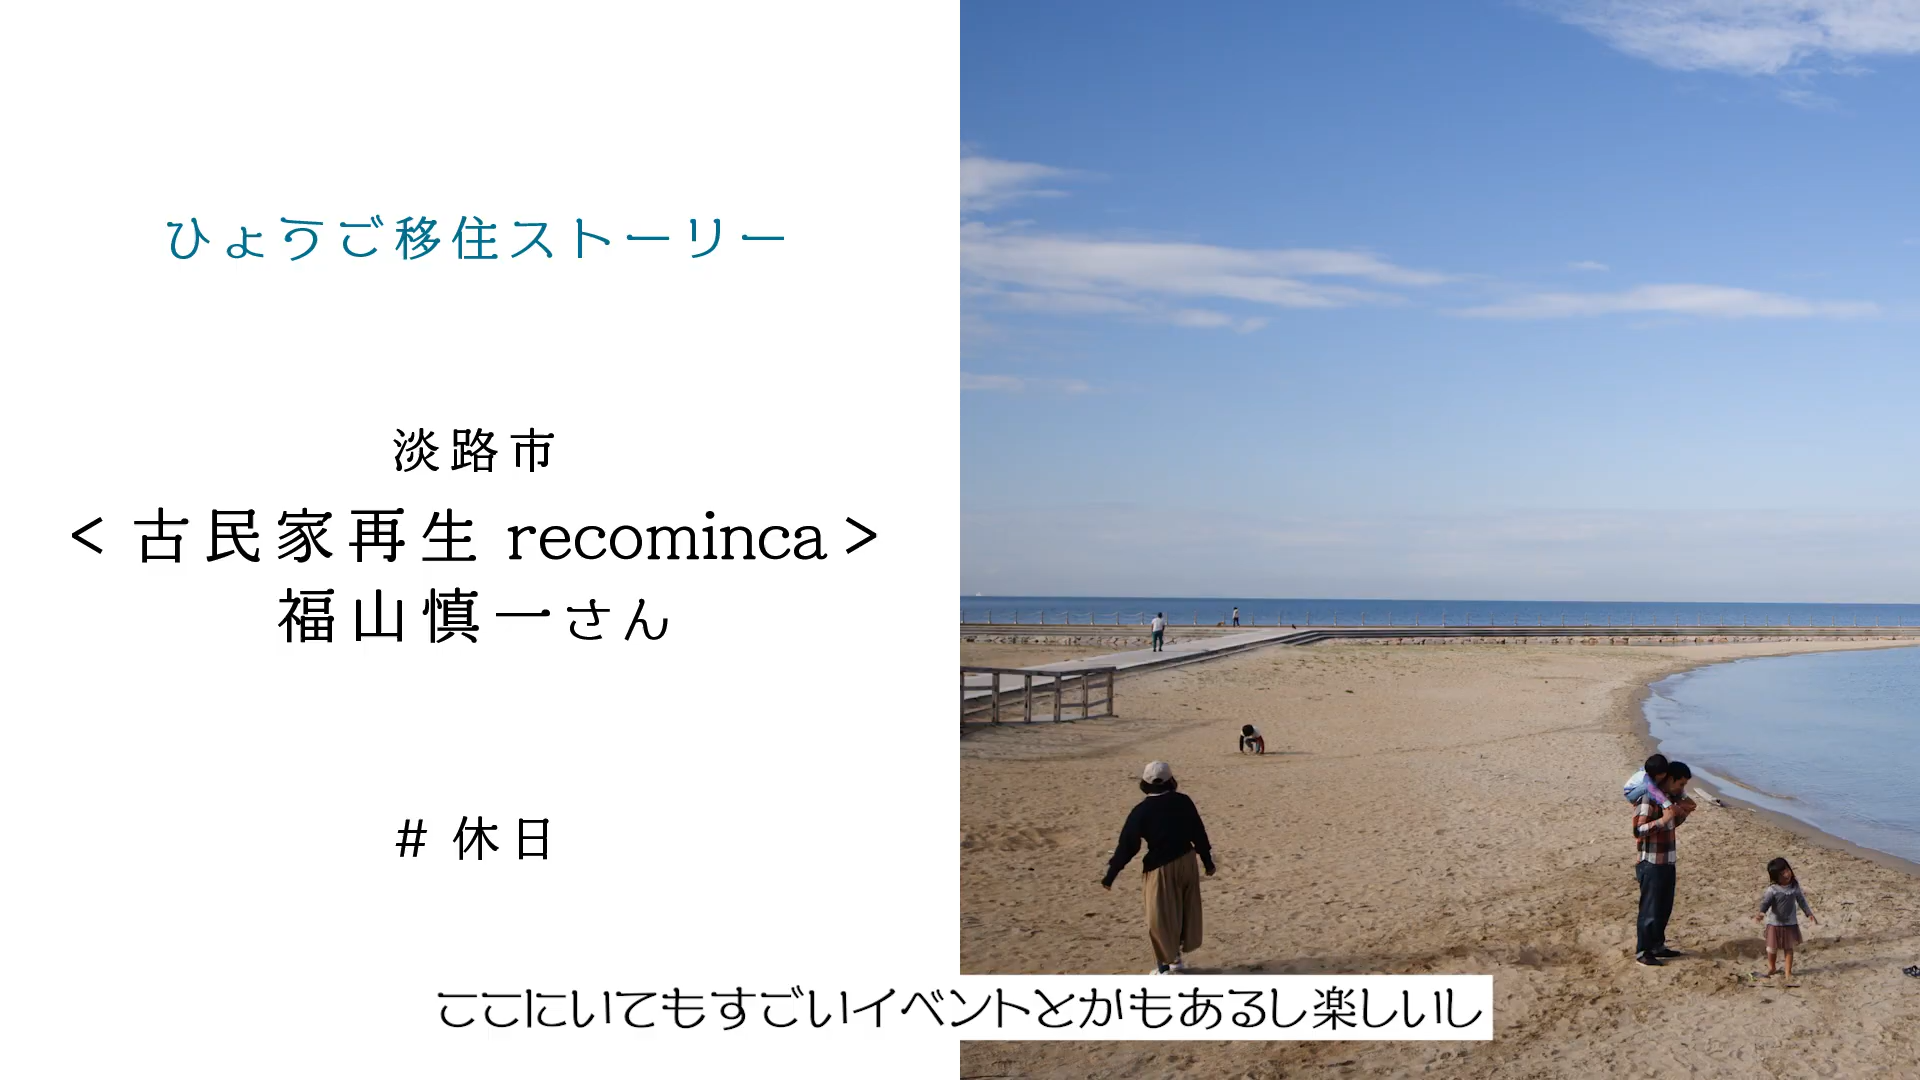 ひょうご移住ストーリー
淡路市
< 古民家再生 recominca >
福山慎一さん
# 休日
ここにいてもすごいイベントとかもあるし楽しいし